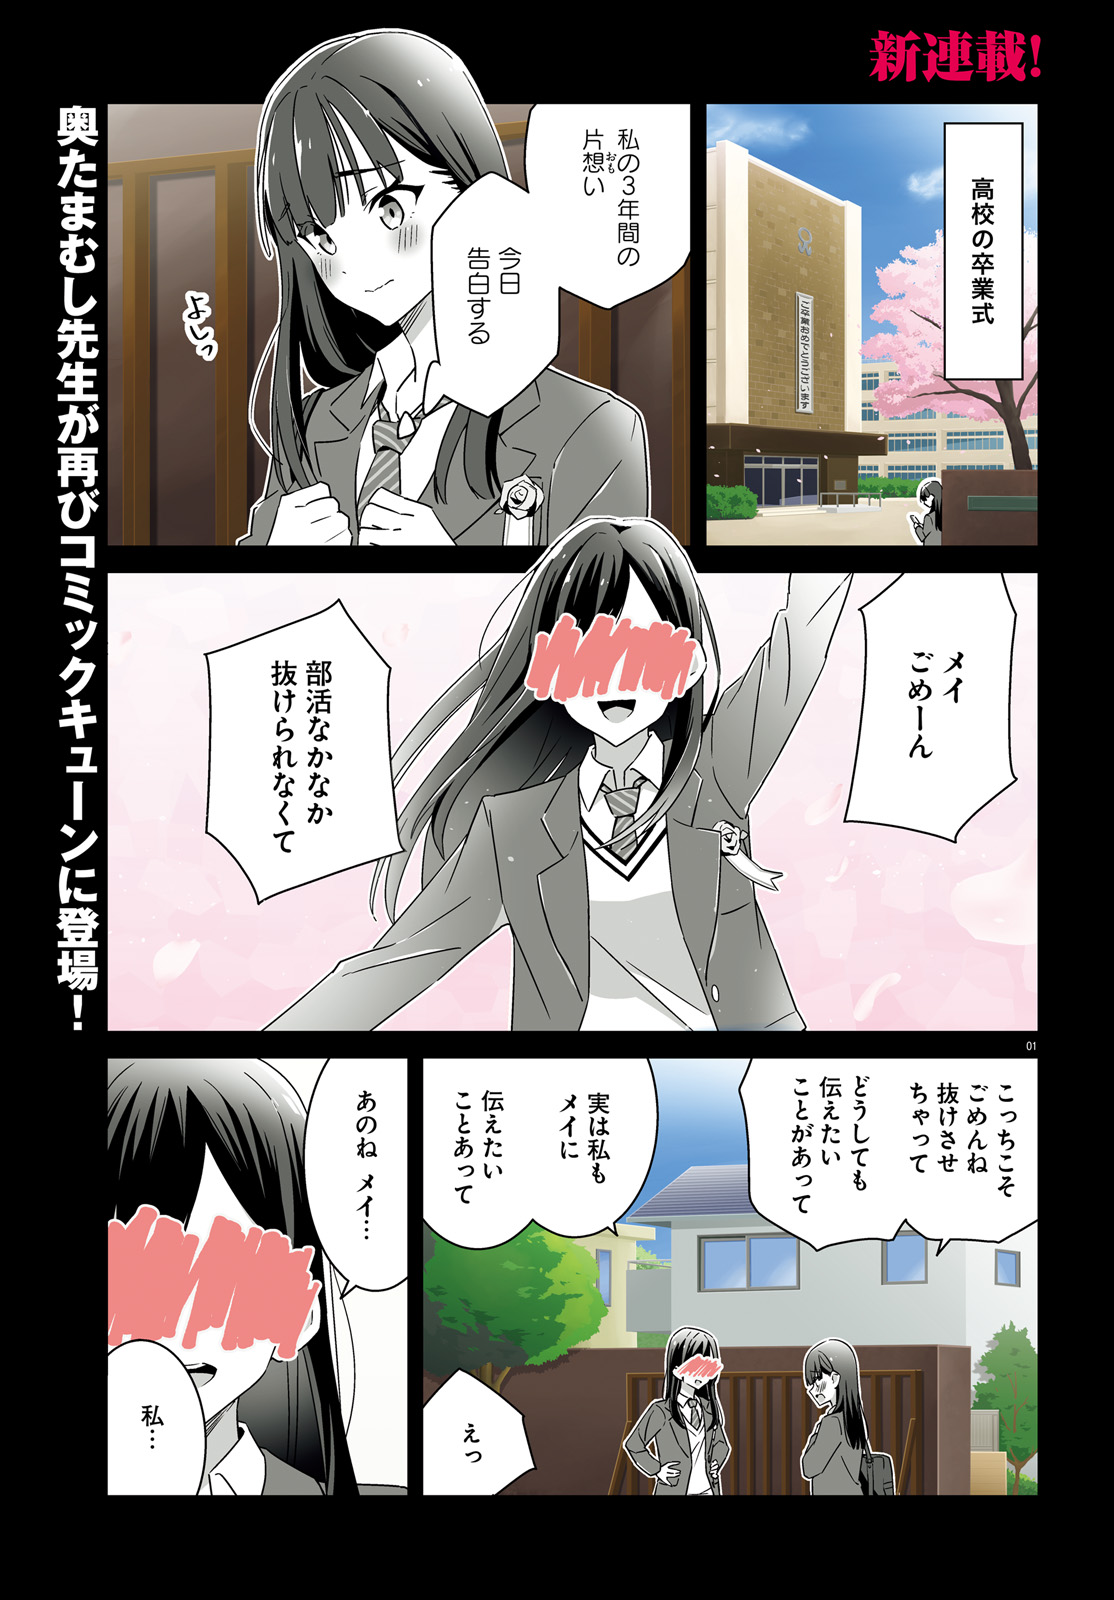 新連載!
奥たまむし先生が再びコミックキューンに登場!
高校の卒業式
ご卒業おめでとうございます
私の3年間の
片想い
おも
今日
告白する
よしっ
メイ
ごめーん
部活なかなか
抜けられなくて
01
こっちこそ
ごめんね
抜けさせ
ちゃって
どうしても
伝えたい
ことがあって
実は私も
メイに
伝えたい
ことあって
えっ
あのね メイ…
私…